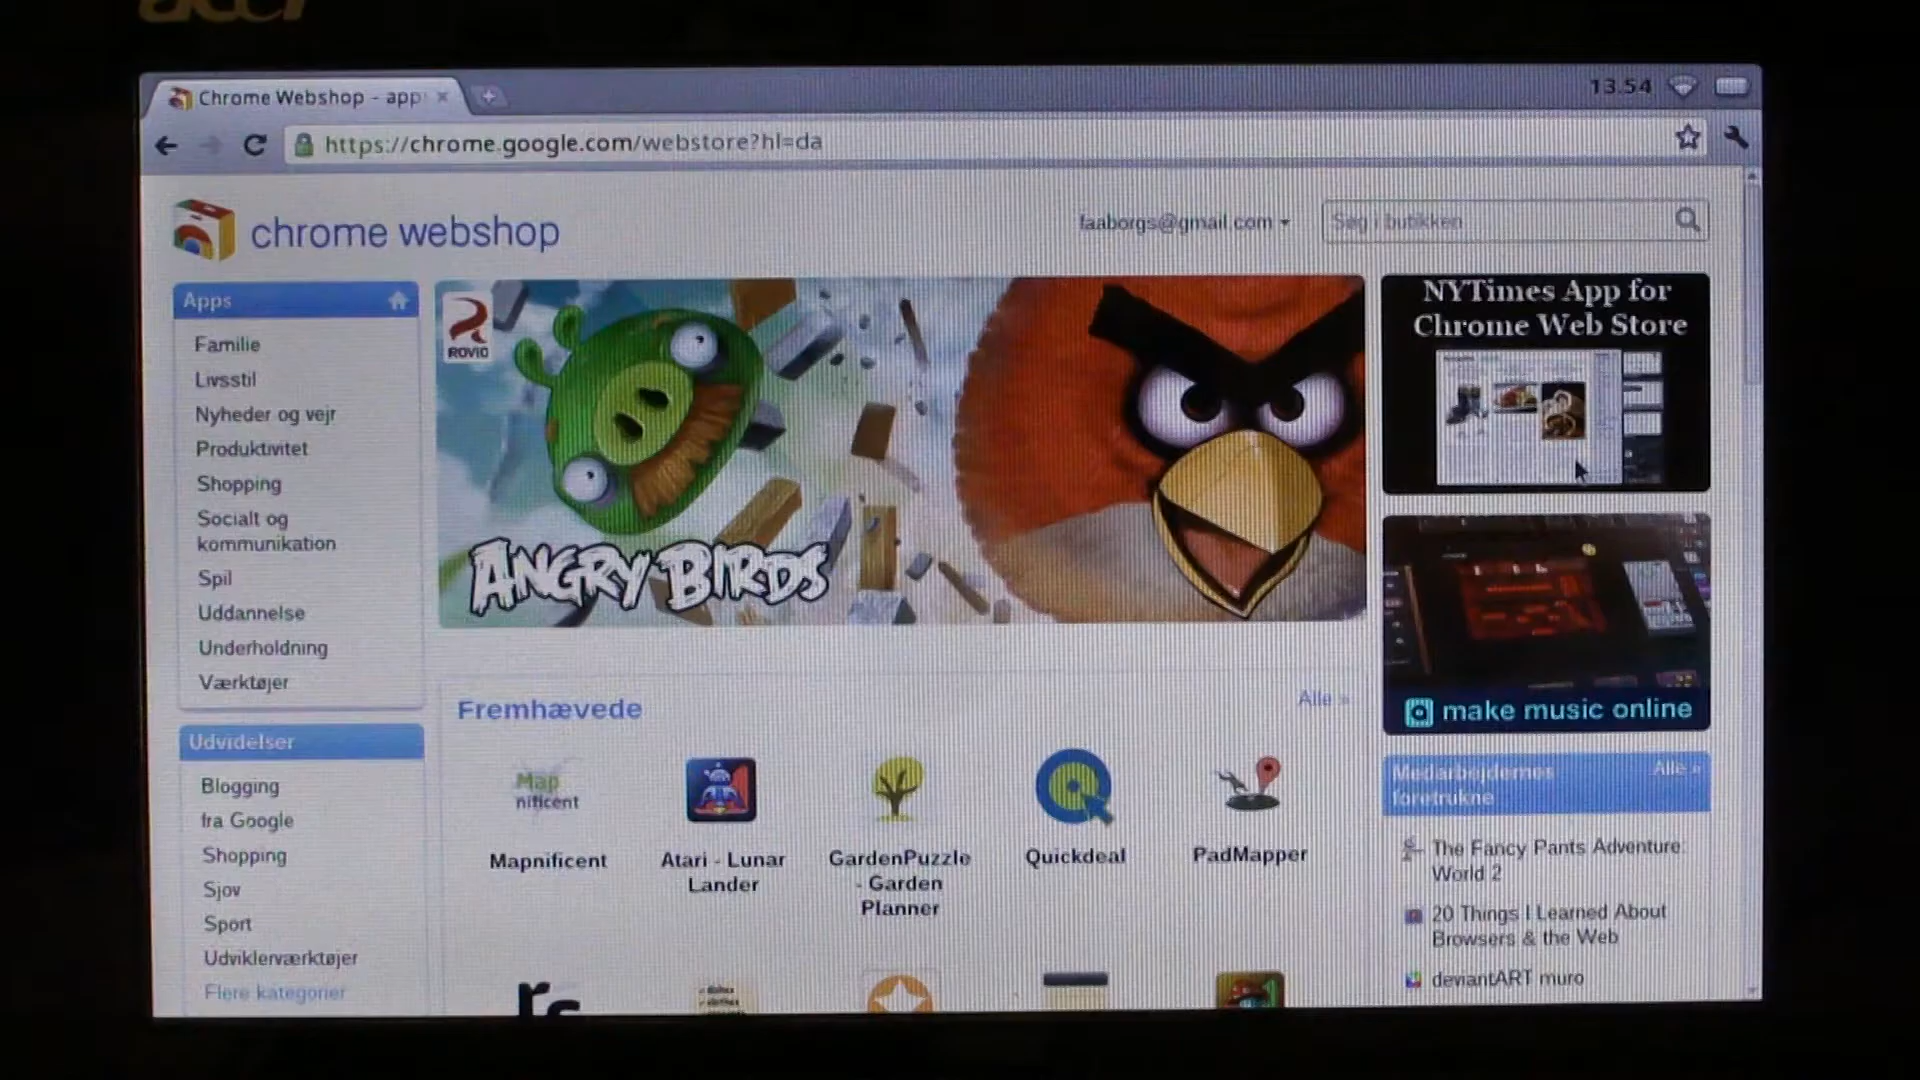 acer
Chrome Webshop - app
13.54
https://chrome.google.com/webstore?hl=da
chrome webshop
faaborgs@gmail.com
Søg i butikken
Apps
Familie
Livsstil
Nyheder og vejr
Produktivitet
Shopping
Socialt og
kommunikation
Spil
Uddannelse
Underholdning
Værktøjer
Udvidelser
Blogging
fra Google
Shopping
Sjov
Sport
Udviklerværktøjer
Flere kategorier
ROVIO
ANGRY BIRDS
Fremhævede
Alle »
Map
nificent
Mapnificent
Atari - Lunar
Lander
GardenPuzzle
- Garden
Planner
Quickdeal
PadMapper
NYTimes App for
Chrome Web Store
make music online
Medarbejdernes
foretrukne
Alle »
The Fancy Pants Adventure:
World 2
20 Things I Learned About
Browsers & the Web
deviantART muro